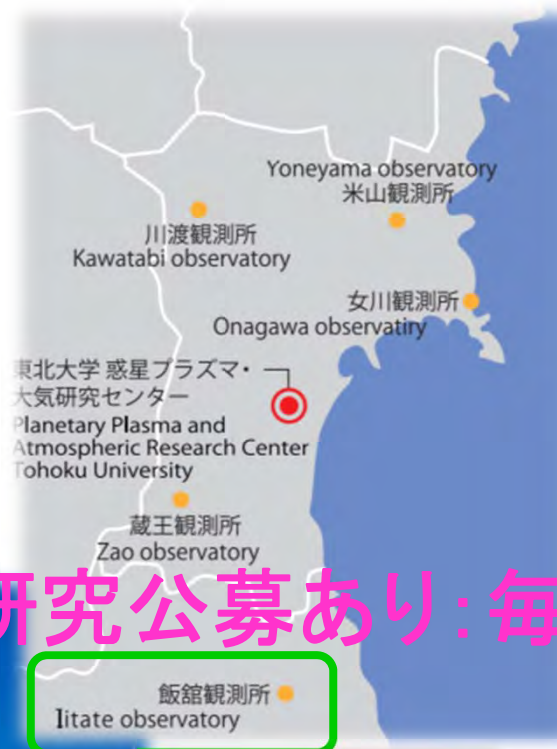 Yoneyama observatory
米山観測所
川渡観測所
Kawatabi observatory
女川観測所
Onagawa observatiry
東北大学 惑星プラズマ・
大気研究センター
Planetary Plasma and
Atmospheric Research Center
Tohoku University
蔵王観測所
Zao observatory
研究公募あり:毎
飯舘観測所
Iitate observatory